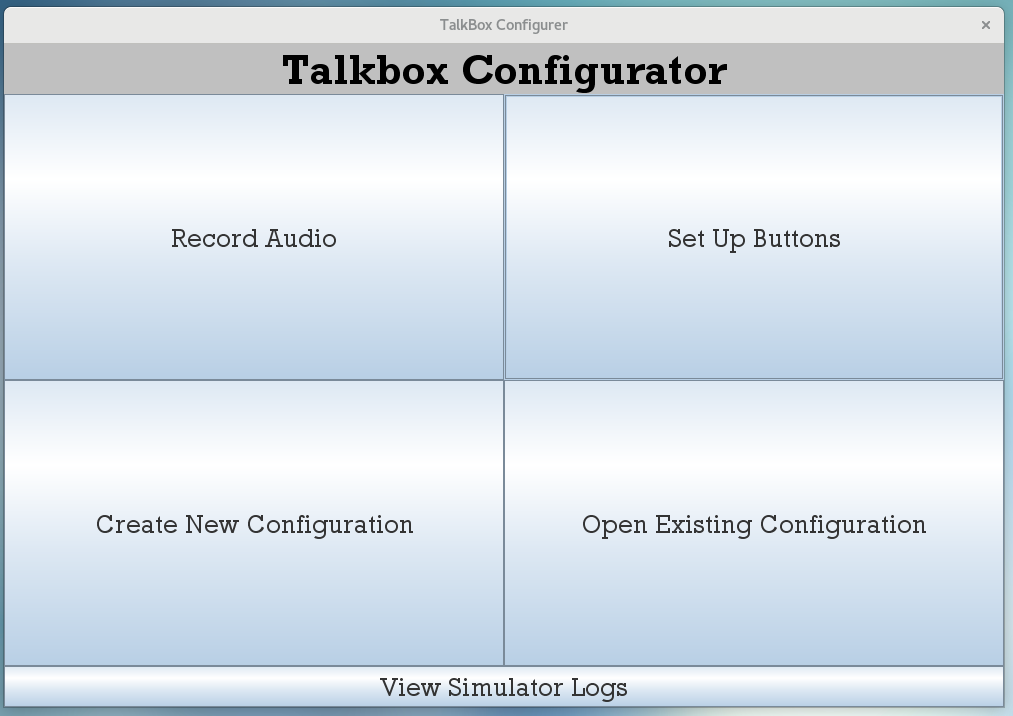 TalkBox Configurer
Talkbox Configurator
Record Audio
Set Up Buttons
Create New Configuration
Open Existing Configuration
View Simulator Logs